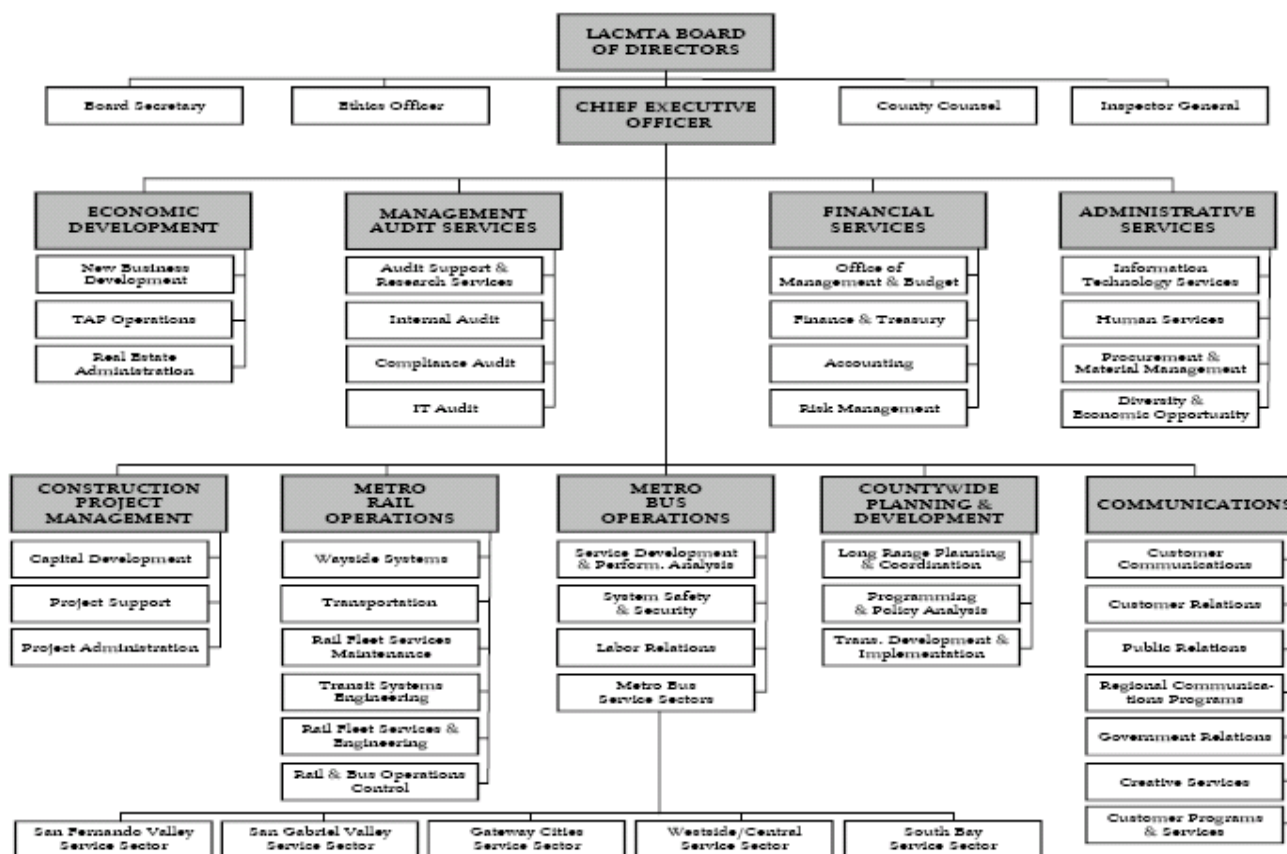 LACMTA BOARD
OF DIRECTORS
Board Secretary
Ethics Officer
CHIEF EXECUTIVE
OFFICER
County Counsel
Inspector General
ECONOMIC
DEVELOPMENT
New Business
Development
TAP Operations
Real Estate
Administration
MANAGEMENT
AUDIT SERVICES
Audit Support &
Research Services
Internal Audit
Compliance Audit
IT Audit
FINANCIAL
SERVICES
Office of
Management & Budget
Finance & Treasury
Accounting
Risk Management
ADMINISTRATIVE
SERVICES
Information
Technology Services
Human Services
Procurement &
Material Management
Diversity &
Economic Opportunity
CONSTRUCTION
PROJECT
MANAGEMENT
Capital Development
Project Support
Project Administration
METRO
RAIL
OPERATIONS
Wayside Systems
Transportation
Rail Fleet Services
Maintenance
Transit Systems
Engineering
Rail Fleet Services &
Engineering
Rail & Bus Operations
Control
METRO
BUS
OPERATIONS
Service Development
& Perform. Analysis
System Safety
& Security
Labor Relations
Metro Bus
Service Sectors
COUNTYWIDE
PLANNING &
DEVELOPMENT
Long Range Planning
& Coordination
Programming
& Policy Analysis
Trans. Development &
Implementation
COMMUNICATIONS
Customer
Communications
Customer Relations
Public Relations
Regional Communica-
tions Programs
Government Relations
Creative Services
Customer Programs
& Services
San Fernando Valley
Service Sector
San Gabriel Valley
Service Sector
Gateway Cities
Service Sector
Westside/Central
Service Sector
South Bay
Service Sector